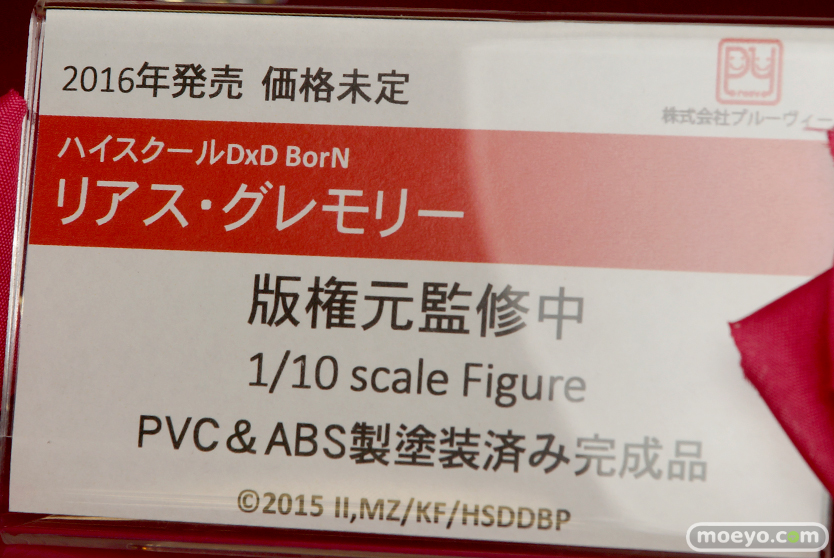 2016年発売 価格未定
株式会社プルーヴィー
ハイスクールDxD BorN
リアス・グレモリー
版権元監修中
1/10 scale Figure
PVC＆ABS製塗装済み完成品
©2015 II,MZ/KF/HSDDBP
moeyo.com